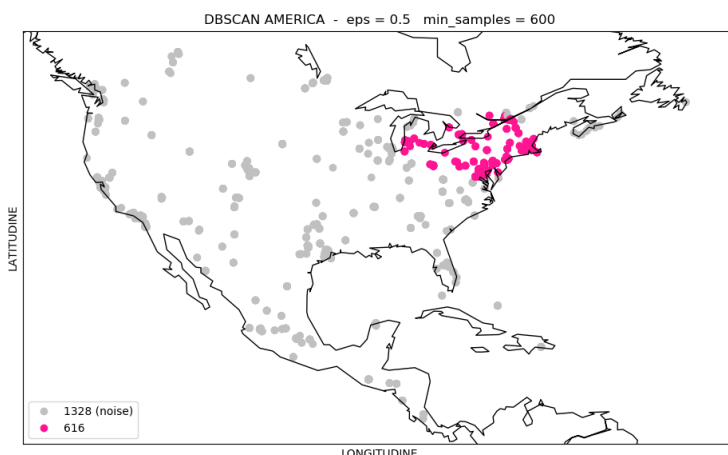 DBSCAN AMERICA - eps = 0.5 min_samples = 600
LATITUDINE
1328 (noise)
616
LONGITUDINE